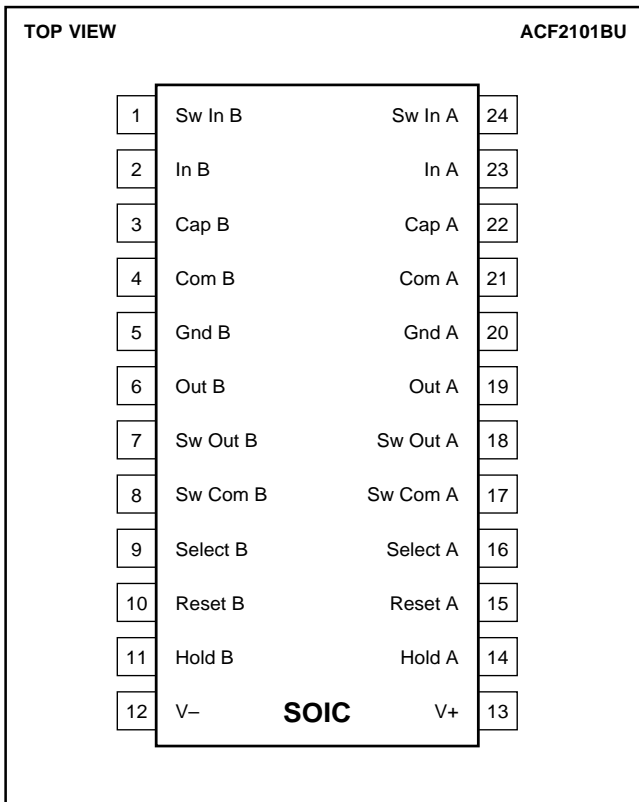 TOP VIEW ACF2101BU
1 Sw In B Sw In A 24
2 In B In A 23
3 Cap B Cap A 22
4 Com B Com A 21
5 Gnd B Gnd A 20
6 Out B Out A 19
7 Sw Out B Sw Out A 18
8 Sw Com B Sw Com A 17
9 Select B Select A 16
10 Reset B Reset A 15
11 Hold B Hold A 14
12 V– SOIC V+ 13